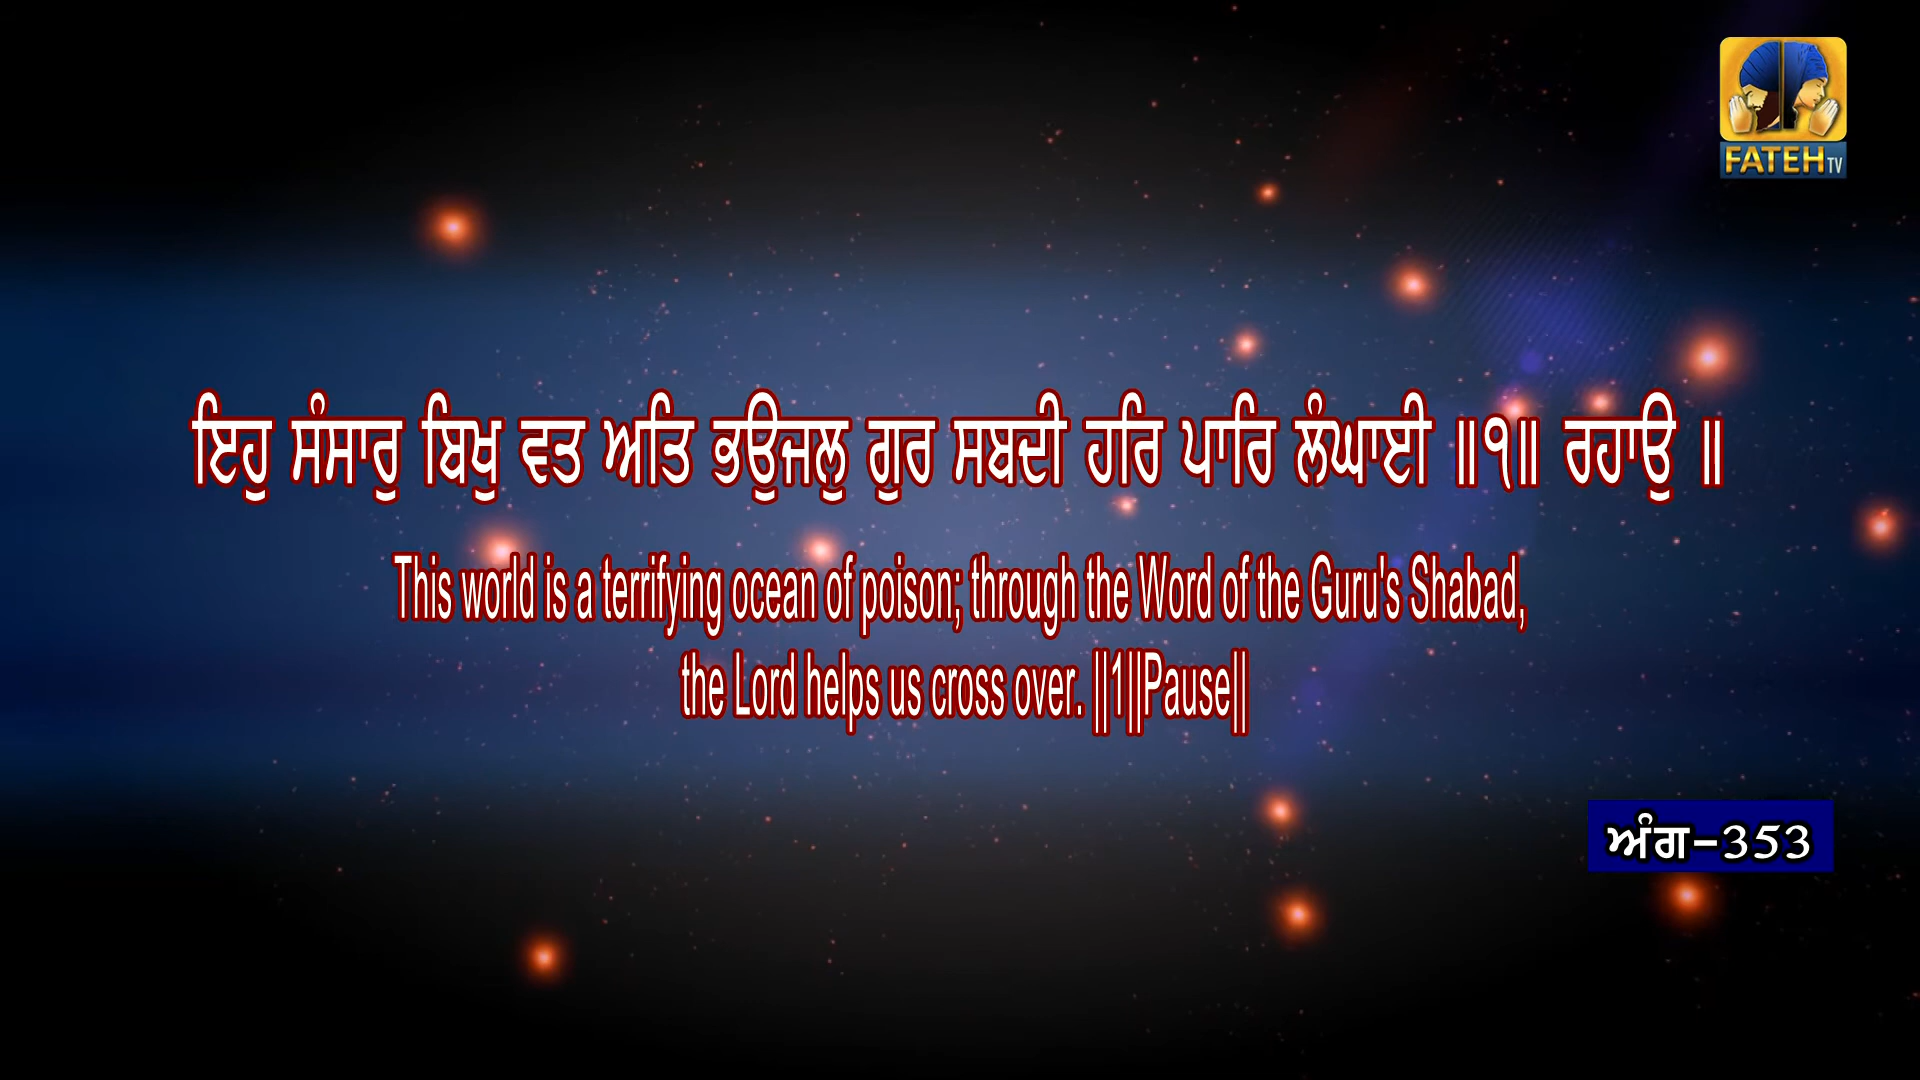 FATEH TV
ਇਹੁ ਸੰਸਾਰੁ ਬਿਖੁ ਵਤ ਅਤਿ ਭਉਜਲੁ ਗੁਰ ਸਬਦੀ ਹਰਿ ਪਾਰਿ ਲੰਘਾਈ ॥੧॥ ਰਹਾਉ ॥
This world is a terrifying ocean of poison; through the Word of the Guru's Shabad,
the Lord helps us cross over. ||1||Pause||
ਅੰਗ-353